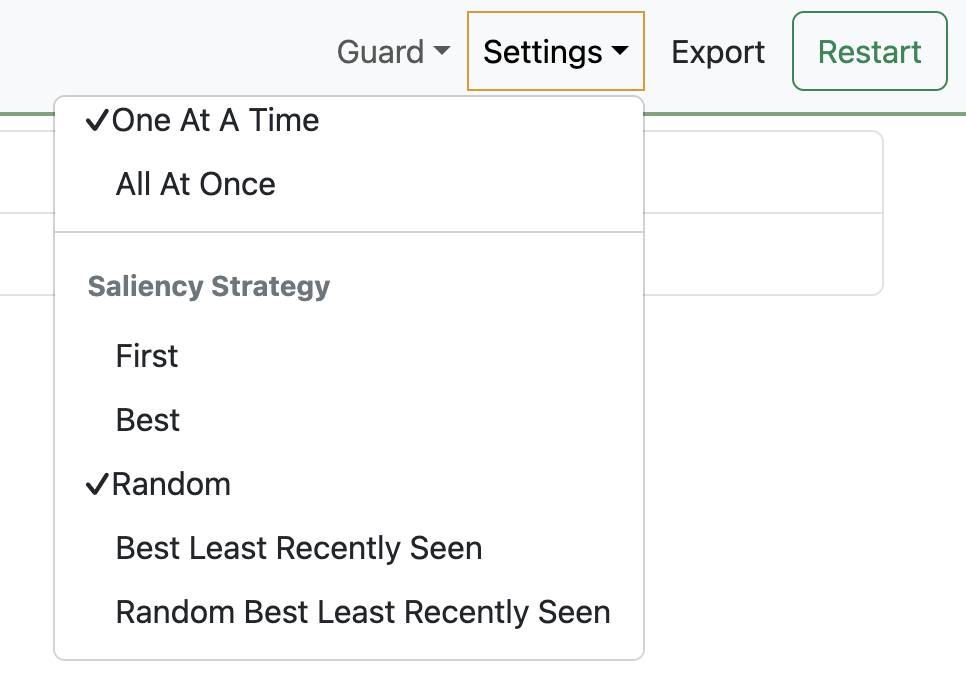 Guard Settings Export Restart
✓One At A Time
All At Once
Saliency Strategy
First
Best
✓Random
Best Least Recently Seen
Random Best Least Recently Seen